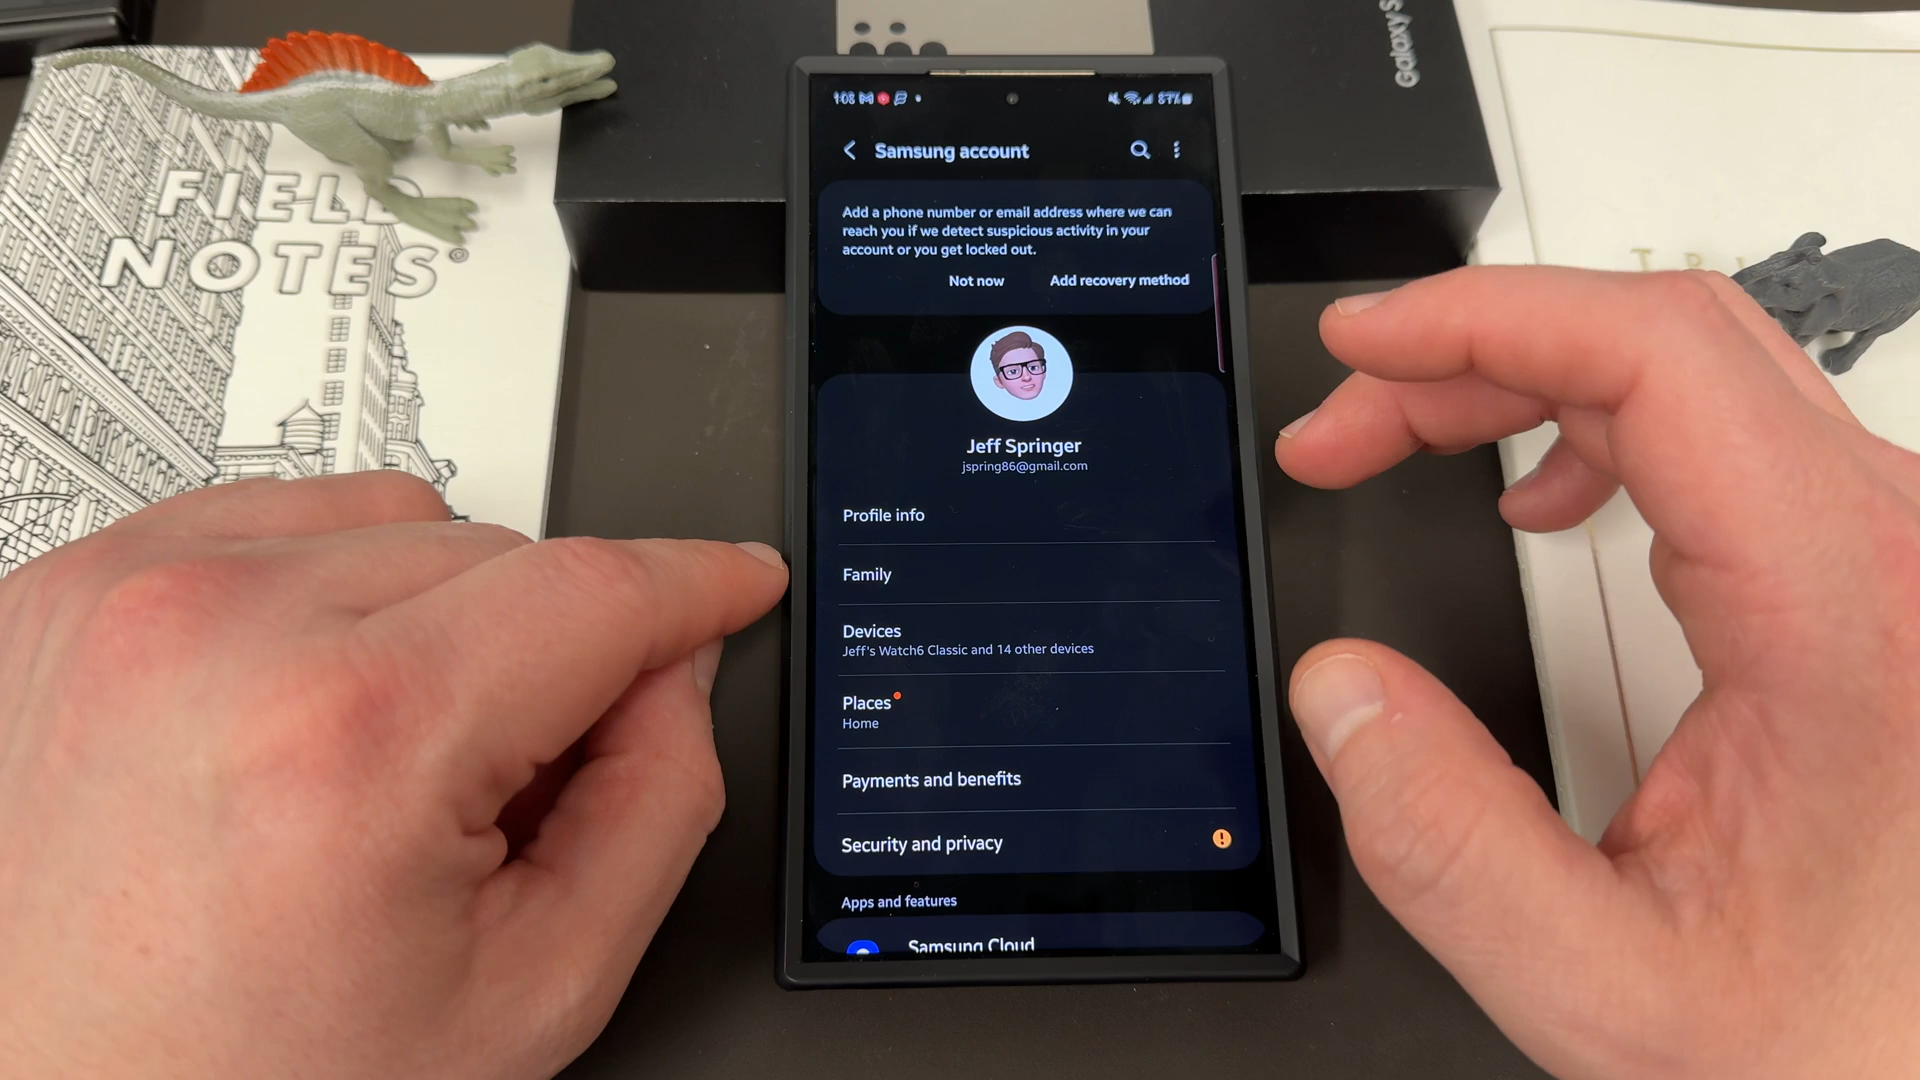 FIELD
NOTES®
Galaxy S
1:08
87%
Samsung account
Add a phone number or email address where we can
reach you if we detect suspicious activity in your
account or you get locked out.
Not now Add recovery method
Jeff Springer
jspring86@gmail.com
Profile info
Family
Devices
Jeff's Watch6 Classic and 14 other devices
Places
Home
Payments and benefits
Security and privacy
Apps and features
Samsung Cloud